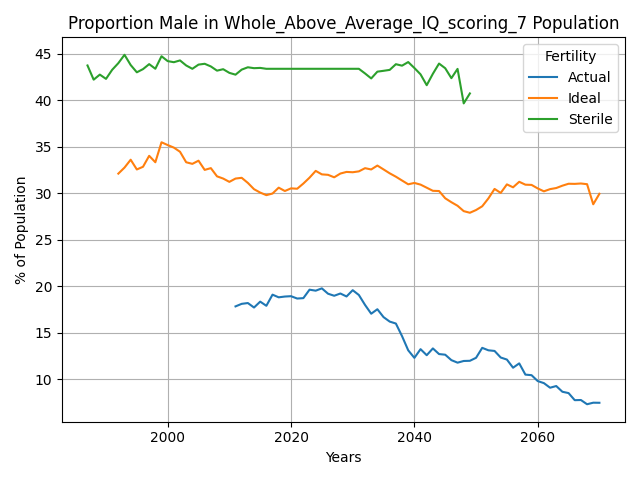 Proportion Male in Whole_Above_Average_IQ_scoring_7 Population
% of Population
45
40
35
30
25
20
15
10
Fertility
Actual
Ideal
Sterile
2000
2020
2040
2060
Years